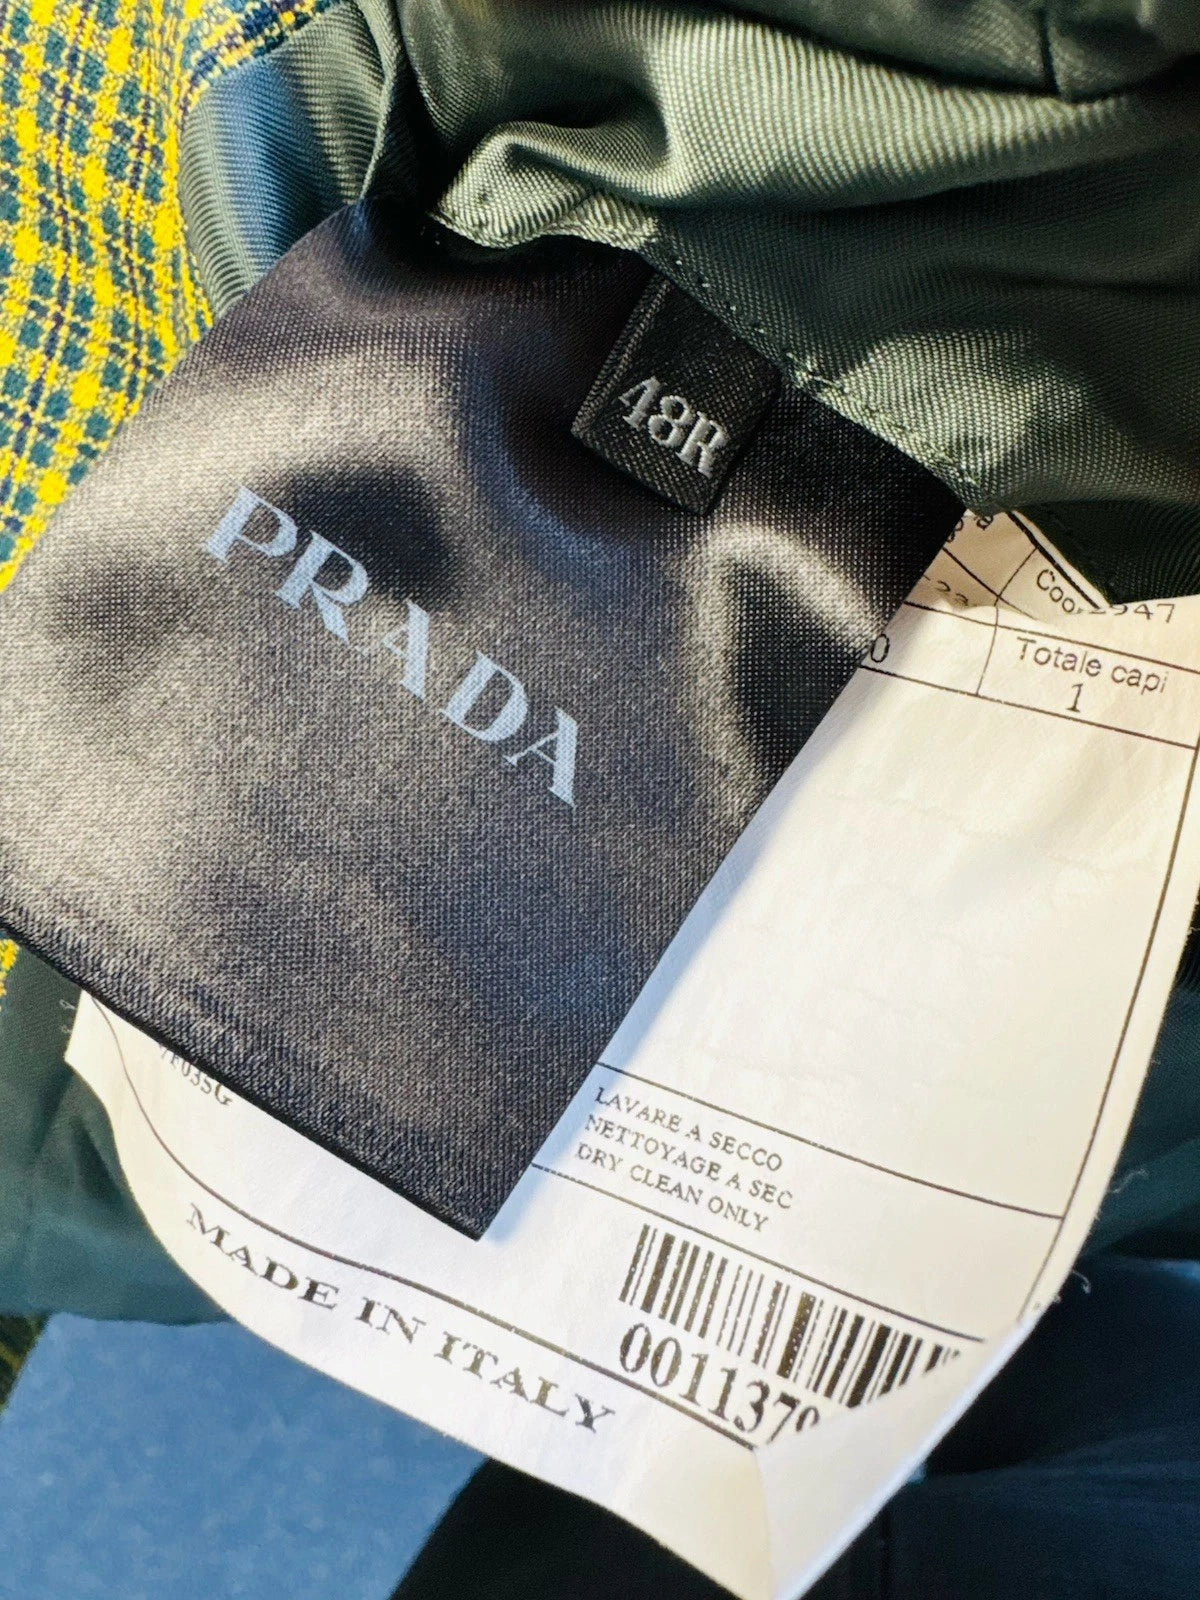 48R
PRADA
Totale capi
1
LAVARE A SECCO
NETTOYAGE A SEC
DRY CLEAN ONLY
MADE IN ITALY